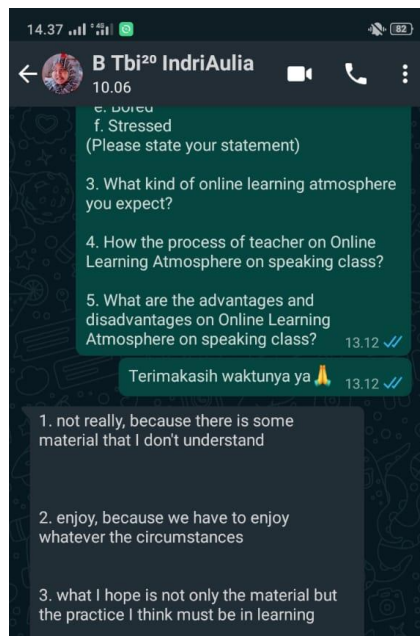 14.37
82
B Tbi²⁰ IndriAulia
10.06
e. Bored
f. Stressed
(Please state your statement)
3. What kind of online learning atmosphere
you expect?
4. How the process of teacher on Online
Learning Atmosphere on speaking class?
5. What are the advantages and
disadvantages on Online Learning
Atmosphere on speaking class? 13.12
Terimakasih waktunya ya🙏 13.12
1. not really, because there is some
material that I don't understand
2. enjoy, because we have to enjoy
whatever the circumstances
3. what I hope is not only the material but
the practice I think must be in learning